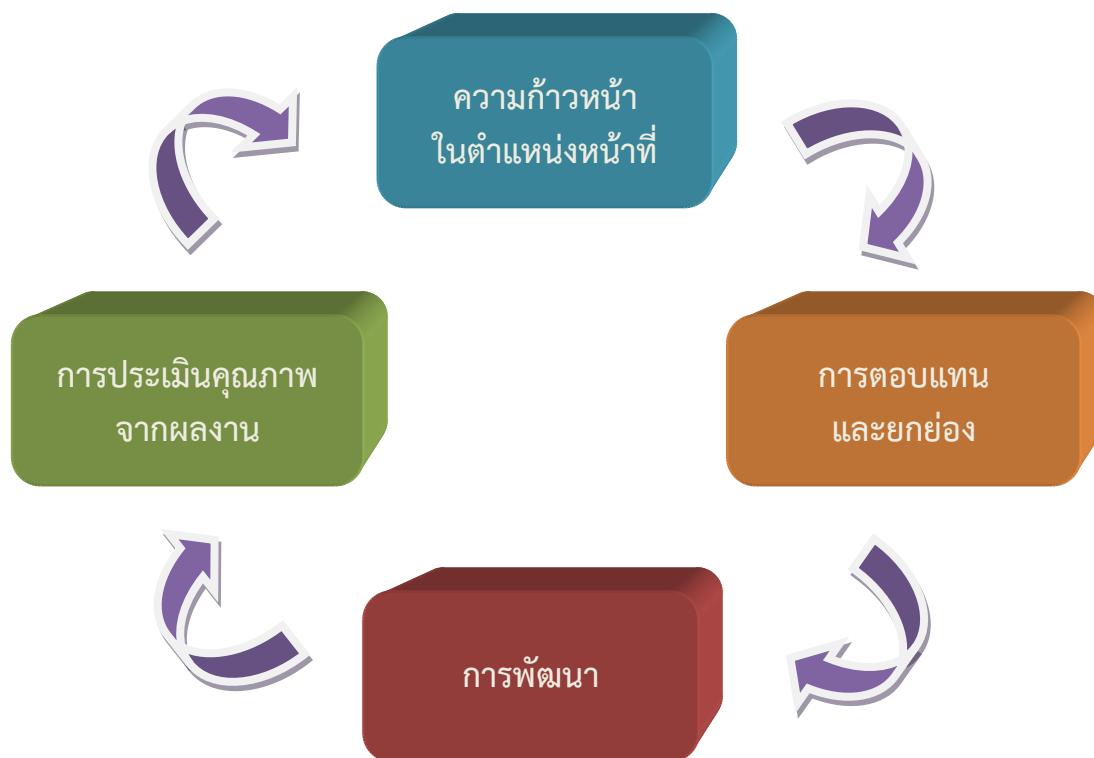 ความก้าวหน้า
ในตำแหน่งหน้าที่
การประเมินคุณภาพ
จากผลงาน
การตอบแทน
และยกย่อง
การพัฒนา